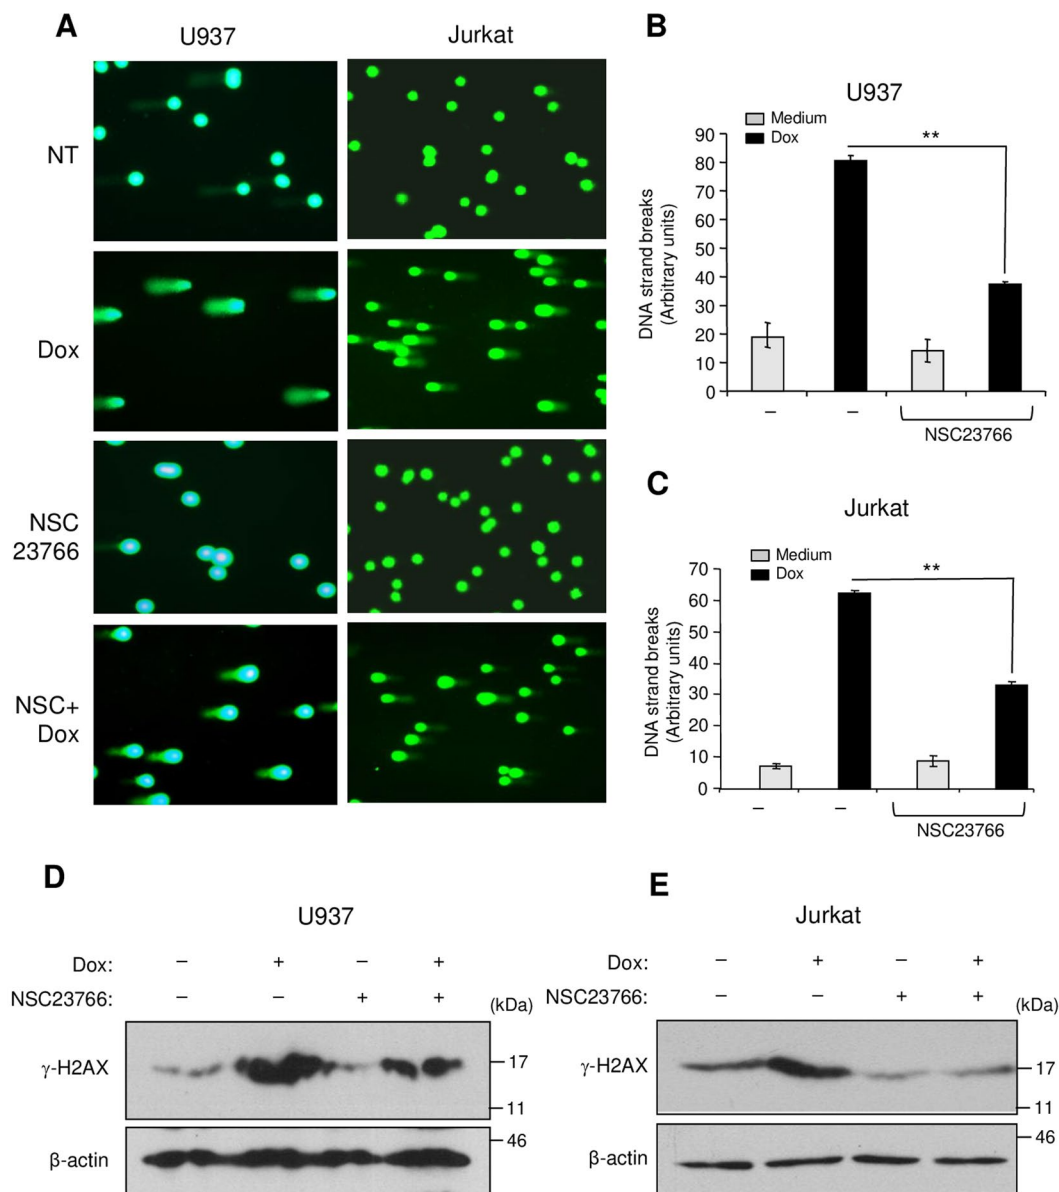 A
U937
Jurkat
NT
Dox
NSC
23766
NSC+
Dox
B
U937
Medium
Dox
**
DNA strand breaks
(Arbitrary units)
90
80
70
60
50
40
30
20
10
0
–
–
NSC23766
C
Jurkat
Medium
Dox
**
DNA strand breaks
(Arbitrary units)
70
60
50
40
30
20
10
0
–
–
NSC23766
D
U937
Dox: – + – +
NSC23766: – – + +
(kDa)
γ-H2AX
17
11
β-actin
46
E
Jurkat
Dox: – + – +
NSC23766: – – + +
(kDa)
γ-H2AX
17
11
β-actin
46